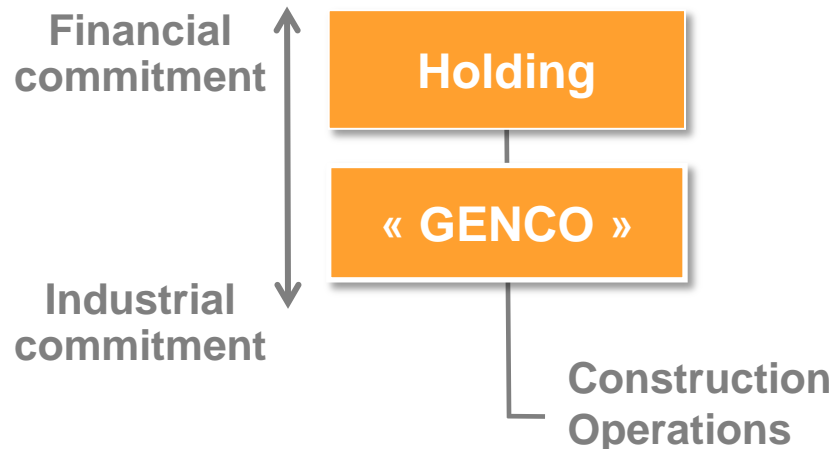 Financial
commitment
Holding
« GENCO »
Industrial
commitment
Construction
Operations